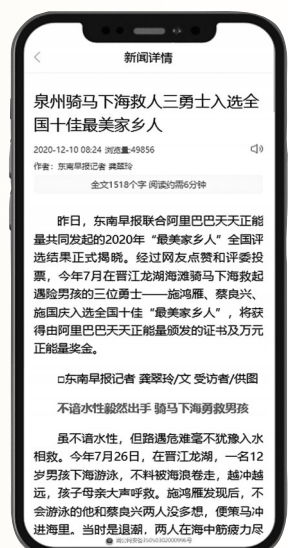 新闻详情
泉州骑马下海救人三勇士入选全
国十佳最美家乡人
2020-12-10 08:24 浏览量:49856
作者：东南早报记者 龚翠玲
全文1518个字 阅读约需6分钟
昨日，东南早报联合阿里巴巴天天正能
量共同发起的2020年“最美家乡人”全国评
选结果正式揭晓。经过网友点赞和评委投
票，今年7月在晋江龙湖海滩骑马下海救起
遇险男孩的三位勇士——施鸿雁、蔡良兴、
施国庆入选全国十佳“最美家乡人”，将获
得由阿里巴巴天天正能量颁发的证书及万元
正能量奖金。
□东南早报记者 龚翠玲/文 受访者/供图
不谙水性毅然出手 骑马下海勇救男孩
虽不谙水性，但路遇危难毫不犹豫入水
相救。今年7月26日，在晋江龙湖，一名12
岁男孩下海游泳，不料被海浪卷走，越冲越
远，孩子母亲大声呼救。施鸿雁发现后，不
会游泳的他和蔡良兴两人没多想，便策马冲
进海里。当时是退潮，两人在海中筋疲力尽